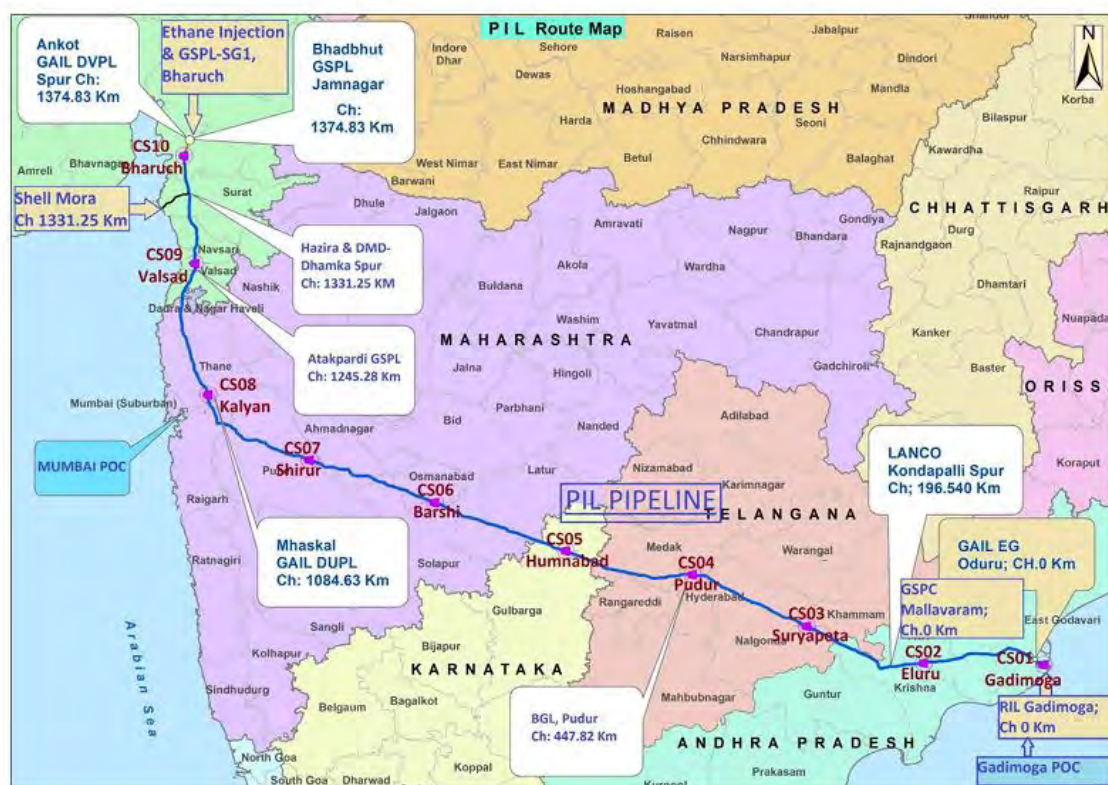 PIL Route Map
N
Ankot
GAIL DVPL
Spur Ch:
1374.83 Km
Ethane Injection
& GSPL-SG1,
Bharuch
Bhadbhut
GSPL
Jamnagar
Ch:
1374.83 Km
Indore
Dhar
Sehore
Dewas
Raisen
Narsimhapur
Jabalpur
Dindori
Hoshangabad
Mandla
MADHYA PRADESH
Korba
Harda
Seoni
Chhindwara
Bilaspur
Kawardha
CS10
Bharuch
Bhavnagar
Amreli
West Nimar
East Nimar
Betul
Balaghat
Barwani
Surat
Shell Mora
Ch 1331.25 Km
Dhule
Jalgaon
Amravati
Nagpur
Gondiya
Bhandara
Raipur
CHHATTISGARH
Rajnandgaon
Durg
Hazira & DMD-
Dhamka Spur
Ch: 1331.25 KM
CS09
Valsad
Navsari
Valsad
Nashik
Akola
Wardha
Buldana
Dhamtari
Dadra & Nagar Haveli
Washim
Yavatmal
Chandrapur
Nuapada
MAHARASHTRA
Kanker
Atakpardi GSPL
Ch: 1245.28 Km
Thane
Jalna
Hingoli
Gadchiroli
Baster
ORISS
CS08
Kalyan
Mumbai (Suburban)
Parbhani
Bid
Adilabad
Ahmadnagar
Nanded
MUMBAI POC
CS07
Shirur
Osmanabad
Latur
Nizamabad
Karimnagar
LANCO
Kondapalli Spur
Ch; 196.540 Km
Koraput
Raigarh
CS06
Barshi
PIL PIPELINE
TELANGANA
Ratnagiri
Mhaskal
GAIL DUPL
Ch: 1084.63 Km
Solapur
CS05
Humnabad
Medak
CS04
Pudur
Warangal
GAIL EG
Oduru; CH.0 Km
Rangareddi
Hyderabad
GSPC
Mallavaram;
Ch.0 Km
Gulbarga
CS03
Suryapeta
Khammam
East Godavari
Sangli
Bijapur
Nalgonda
CS02
Eluru
Krishna
CS01
Gadimoga
Arabian Sea
Kolhapur
KARNATAKA
Sindhudurg
Mahbubnagar
Guntur
Belgaum
Bagalkot
BGL, Pudur
Ch: 447.82 Km
RIL Gadimoga;
Ch 0 Km
ANDHRA PRADESH
North Goa
South Goa
Dharwad
Koppal
Prakasam
Gadimoga POC